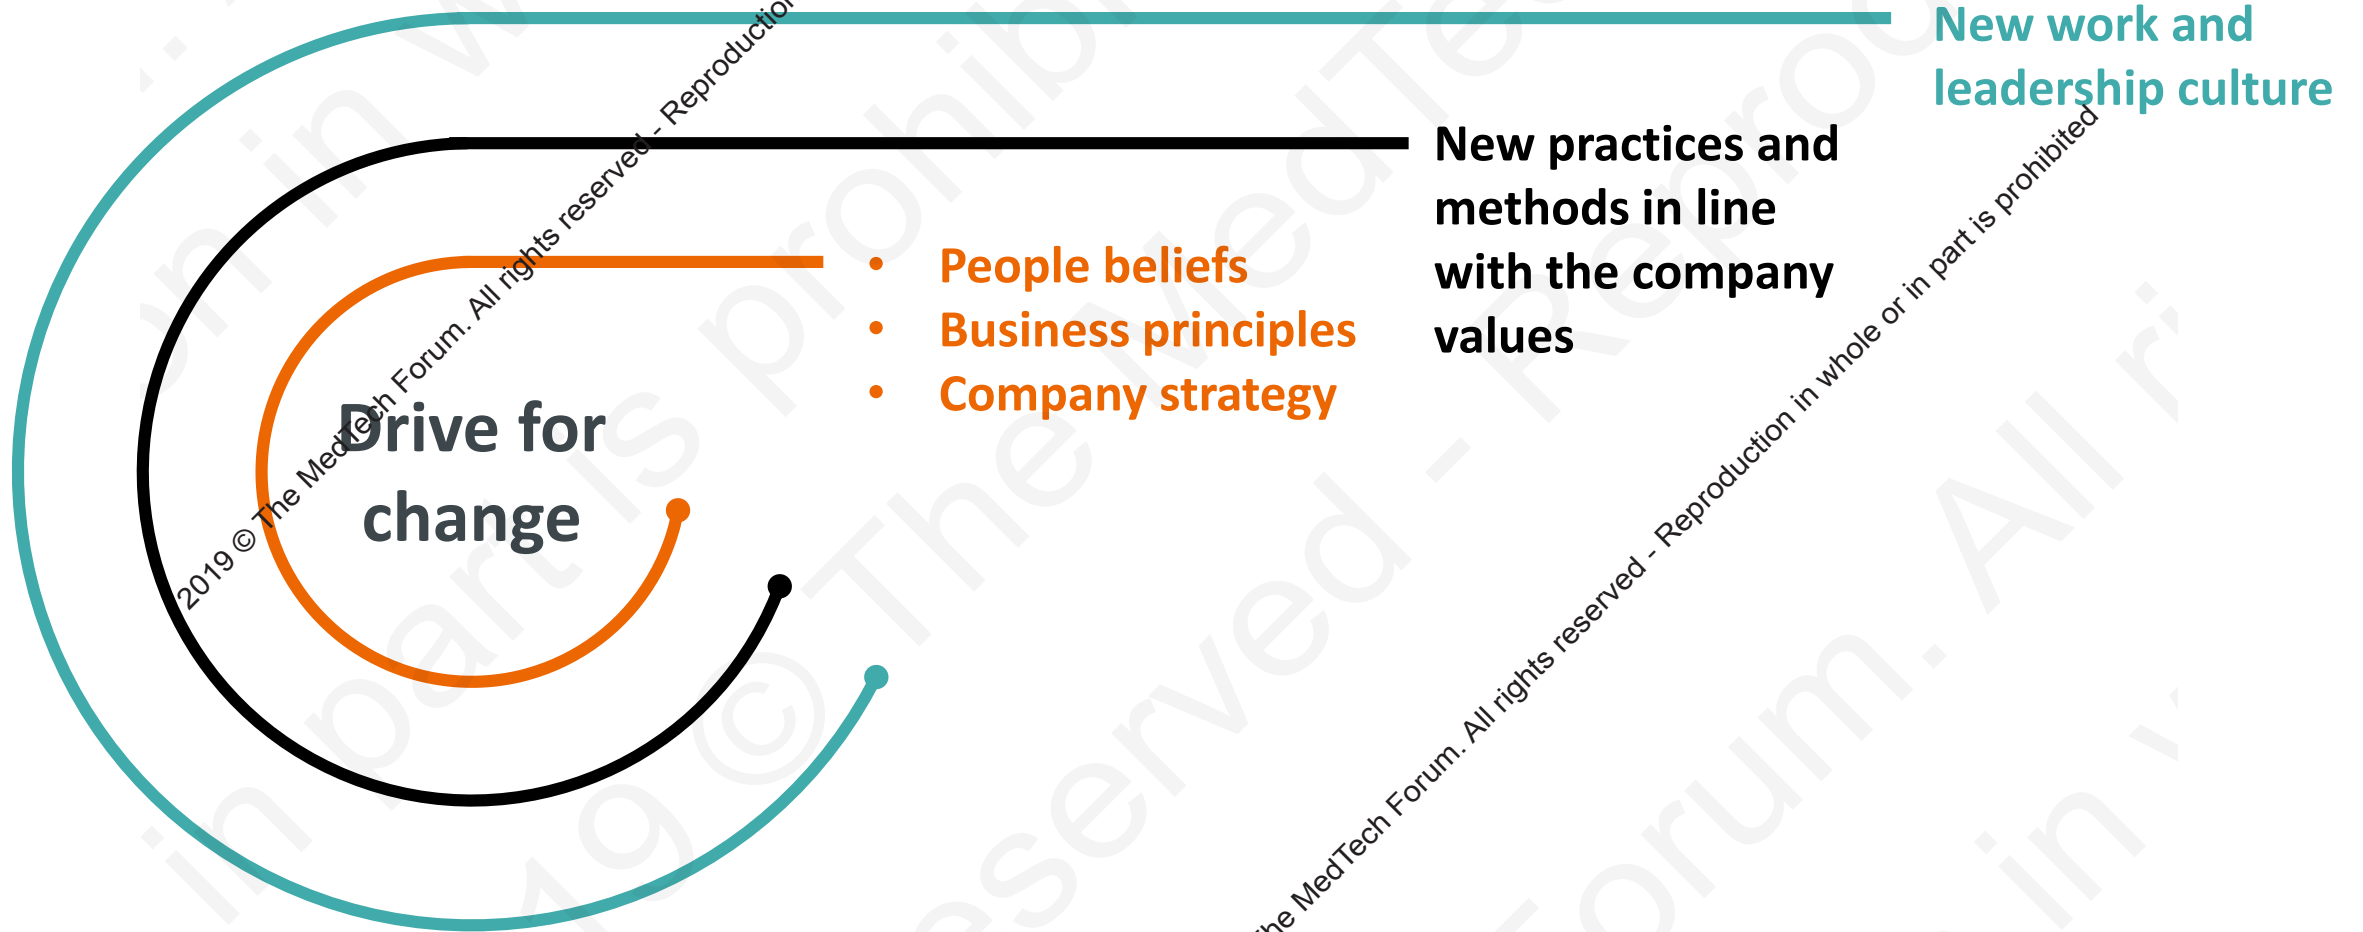 New work and
leadership culture
New practices and
methods in line
with the company
values
• People beliefs
• Business principles
• Company strategy
Drive for
change
2019 © The MedTech Forum. All rights reserved - Reproduction
The MedTech Forum. All rights reserved - Reproduction in whole or in part is prohibited